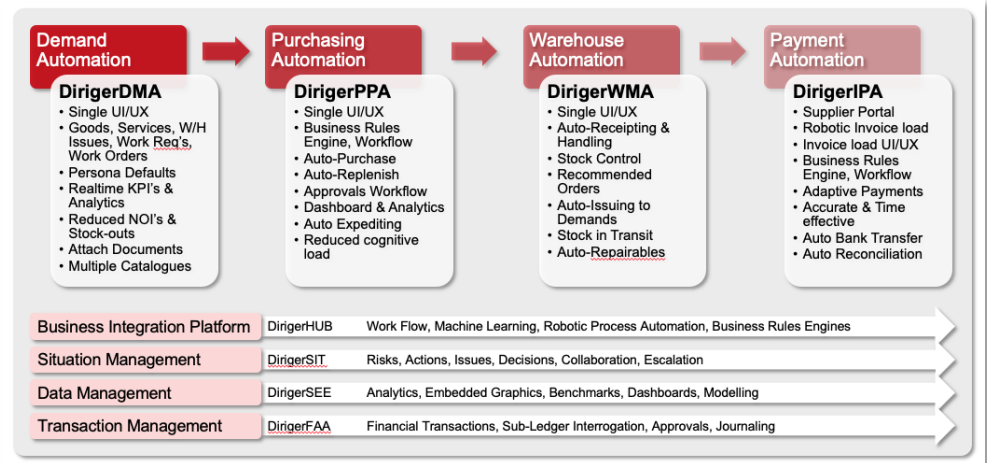 Demand
Automation
Purchasing
Automation
Warehouse
Automation
Payment
Automation
DirigerDMA
• Single UI/UX
• Goods, Services, W/H
Issues, Work Req's,
Work Orders
• Persona Defaults
• Realtime KPI's &
Analytics
• Reduced NOI's &
Stock-outs
• Attach Documents
• Multiple Catalogues
DirigerPPA
• Single UI/UX
• Business Rules
Engine, Workflow
• Auto-Purchase
• Auto-Replenish
• Approvals Workflow
• Dashboard & Analytics
• Auto Expediting
• Reduced cognitive
load
DirigerWMA
• Single UI/UX
• Auto-Receipting &
Handling
• Stock Control
• Recommended
Orders
• Auto-Issuing to
Demands
• Stock in Transit
• Auto-Repairables
DirigerIPA
• Supplier Portal
• Robotic Invoice load
• Invoice load UI/UX
• Business Rules
Engine, Workflow
• Adaptive Payments
• Accurate & Time
effective
• Auto Bank Transfer
• Auto Reconciliation
Business Integration Platform DirigerHUB Work Flow, Machine Learning, Robotic Process Automation, Business Rules Engines
Situation Management DirigerSIT Risks, Actions, Issues, Decisions, Collaboration, Escalation
Data Management DirigerSEE Analytics, Embedded Graphics, Benchmarks, Dashboards, Modelling
Transaction Management DirigerFAA Financial Transactions, Sub-Ledger Interrogation, Approvals, Journaling